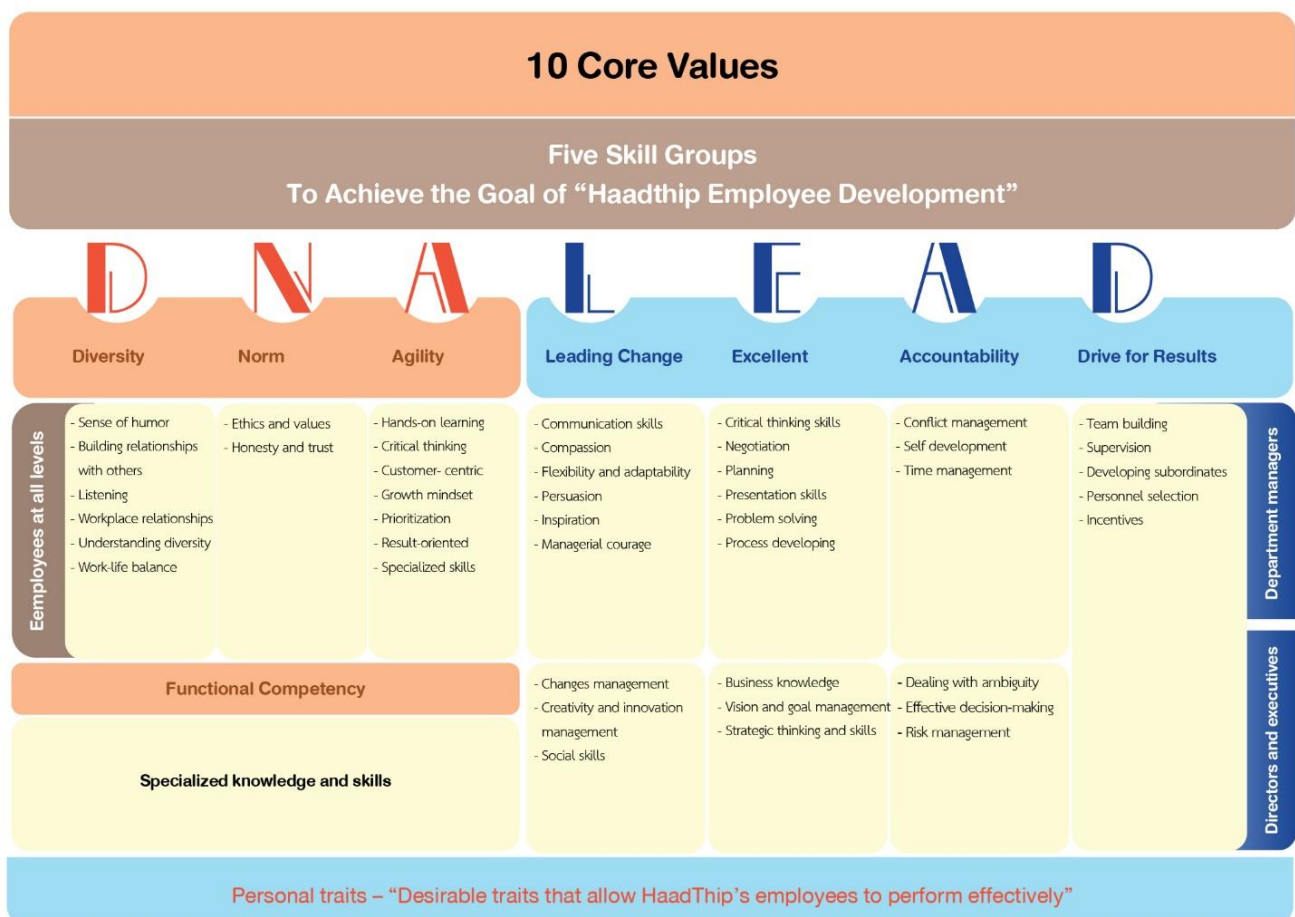 10 Core Values
Five Skill Groups
To Achieve the Goal of “Haadthip Employee Development”
D N A L E A D
Diversity
Norm
Agility
Leading Change
Excellent
Accountability
Drive for Results
Eemployees at all levels
- Sense of humor
- Building relationships
with others
- Listening
- Workplace relationships
- Understanding diversity
- Work-life balance
- Ethics and values
- Honesty and trust
- Hands-on learning
- Critical thinking
- Customer- centric
- Growth mindset
- Prioritization
- Result-oriented
- Specialized skills
- Communication skills
- Compassion
- Flexibility and adaptability
- Persuasion
- Inspiration
- Managerial courage
- Critical thinking skills
- Negotiation
- Planning
- Presentation skills
- Problem solving
- Process developing
- Conflict management
- Self development
- Time management
- Team building
- Supervision
- Developing subordinates
- Personnel selection
- Incentives
Department managers
Functional Competency
Specialized knowledge and skills
- Changes management
- Creativity and innovation
management
- Social skills
- Business knowledge
- Vision and goal management
- Strategic thinking and skills
- Dealing with ambiguity
- Effective decision-making
- Risk management
Directors and executives
Personal traits – “Desirable traits that allow HaadThip’s employees to perform effectively”